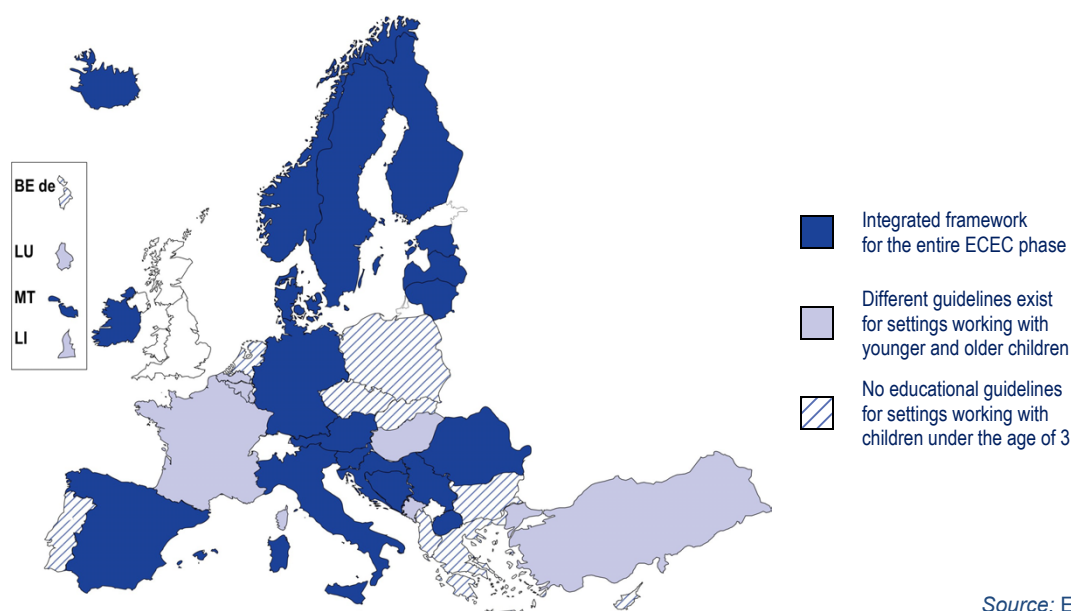 BE de
LU
MT
LI
Integrated framework
for the entire ECEC phase
Different guidelines exist
for settings working with
younger and older children
No educational guidelines
for settings working with
children under the age of 3
Source: E